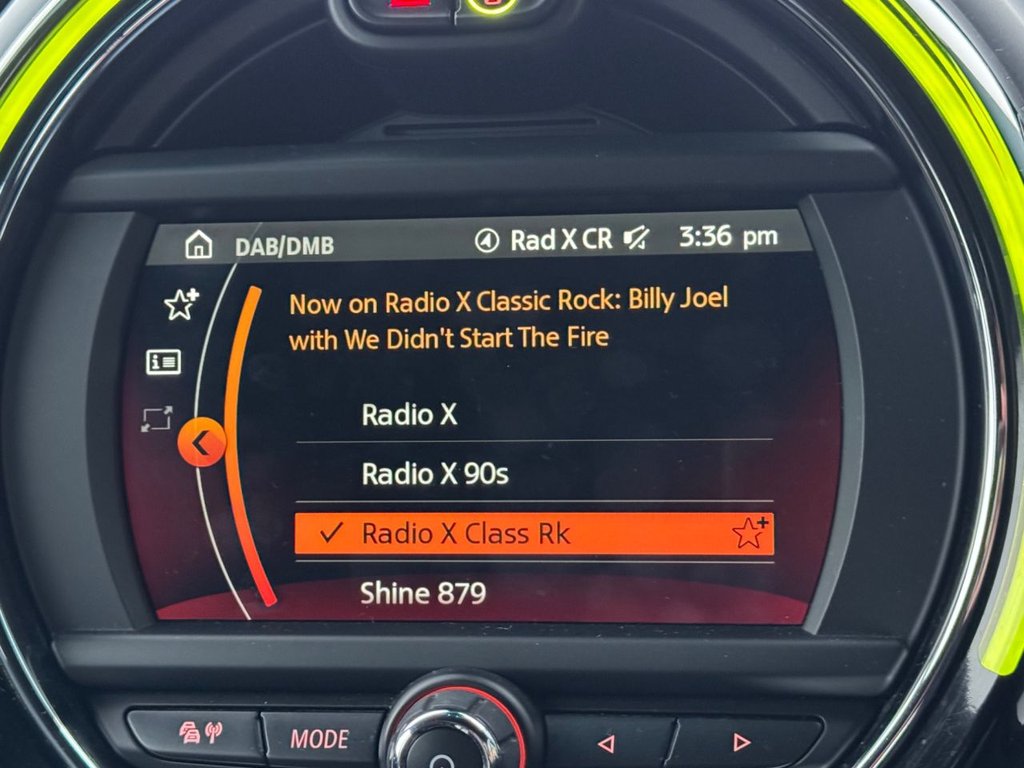 DAB/DMB Rad X CR 3:36 pm
Now on Radio X Classic Rock: Billy Joel
with We Didn't Start The Fire
Radio X
Radio X 90s
Radio X Class Rk
Shine 879
MODE